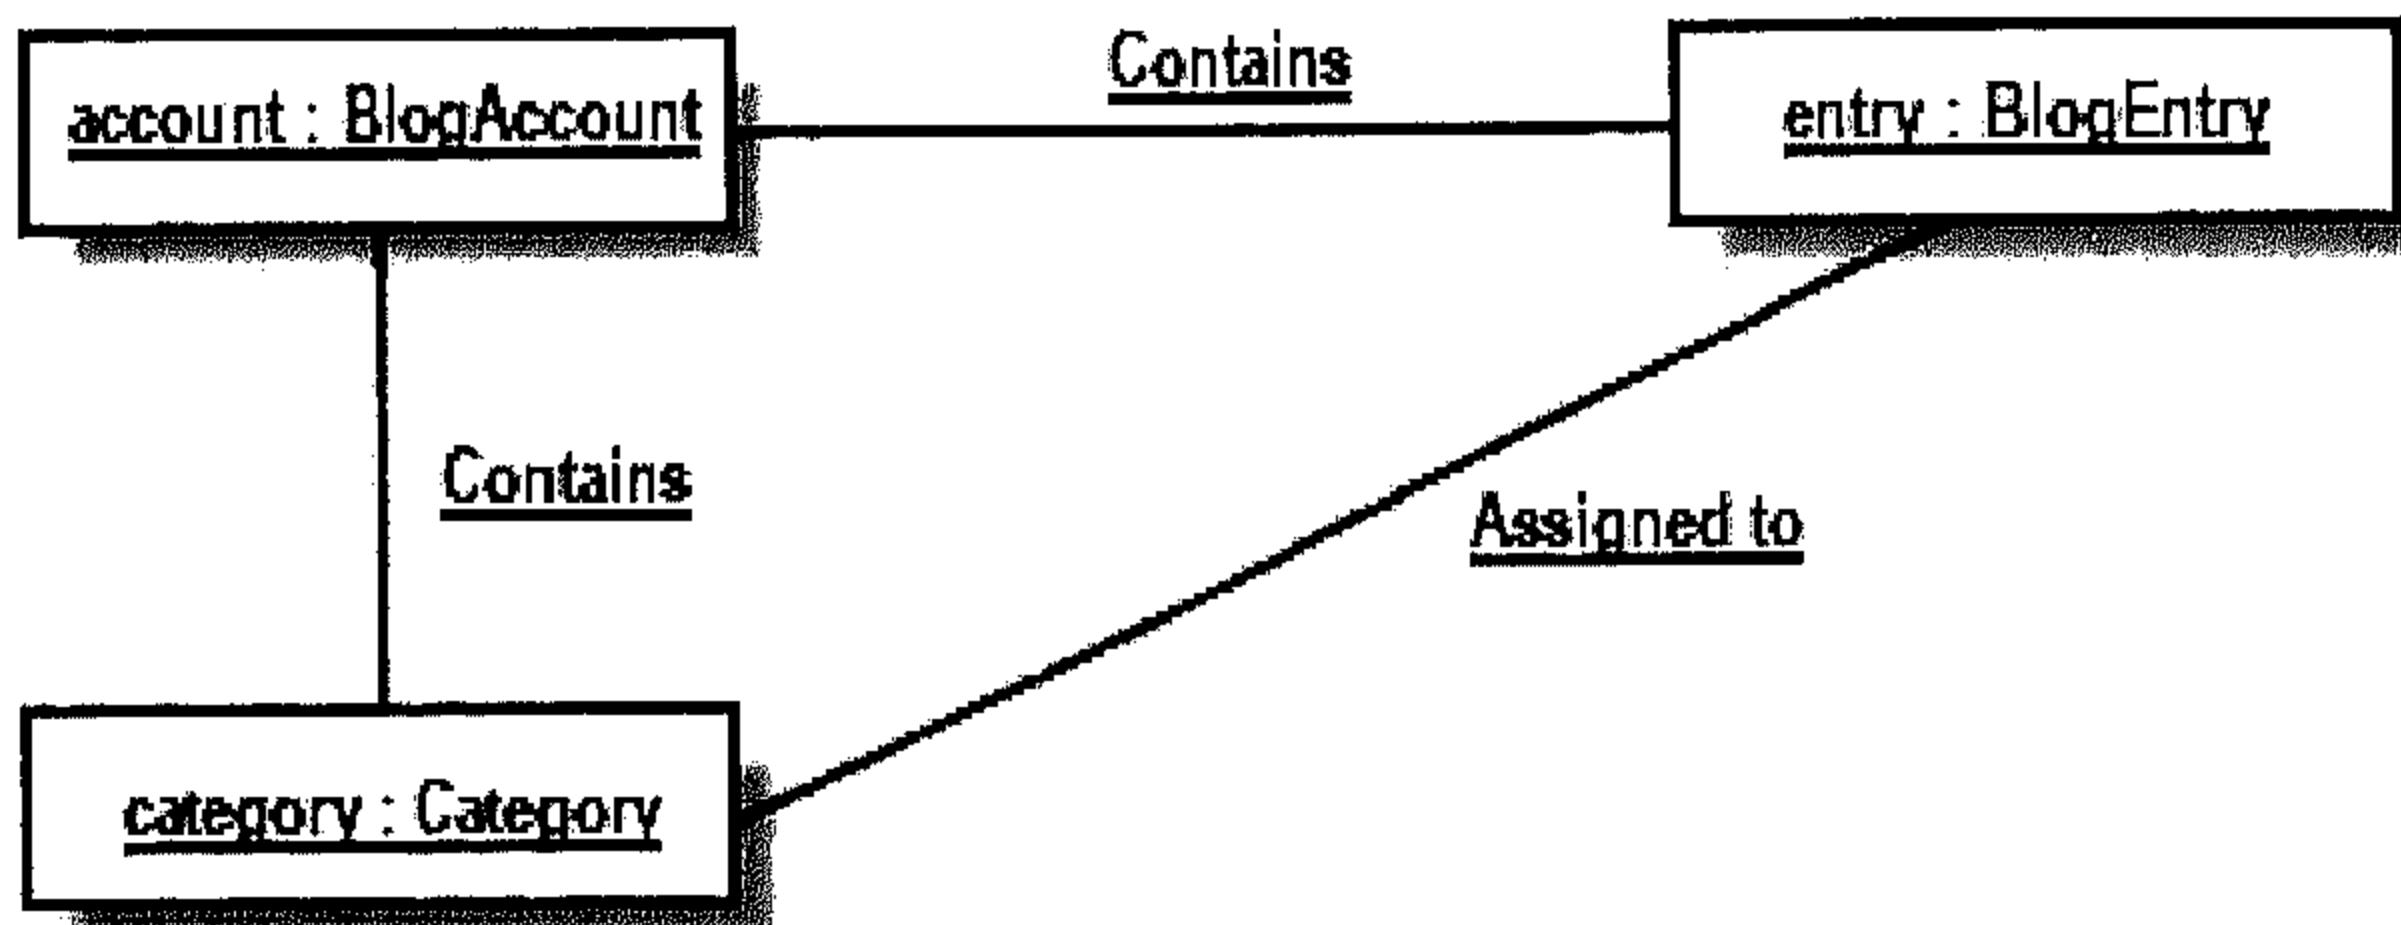 account : BlogAccount
Contains
entry : BlogEntry
Contains
Assigned to
category : Category